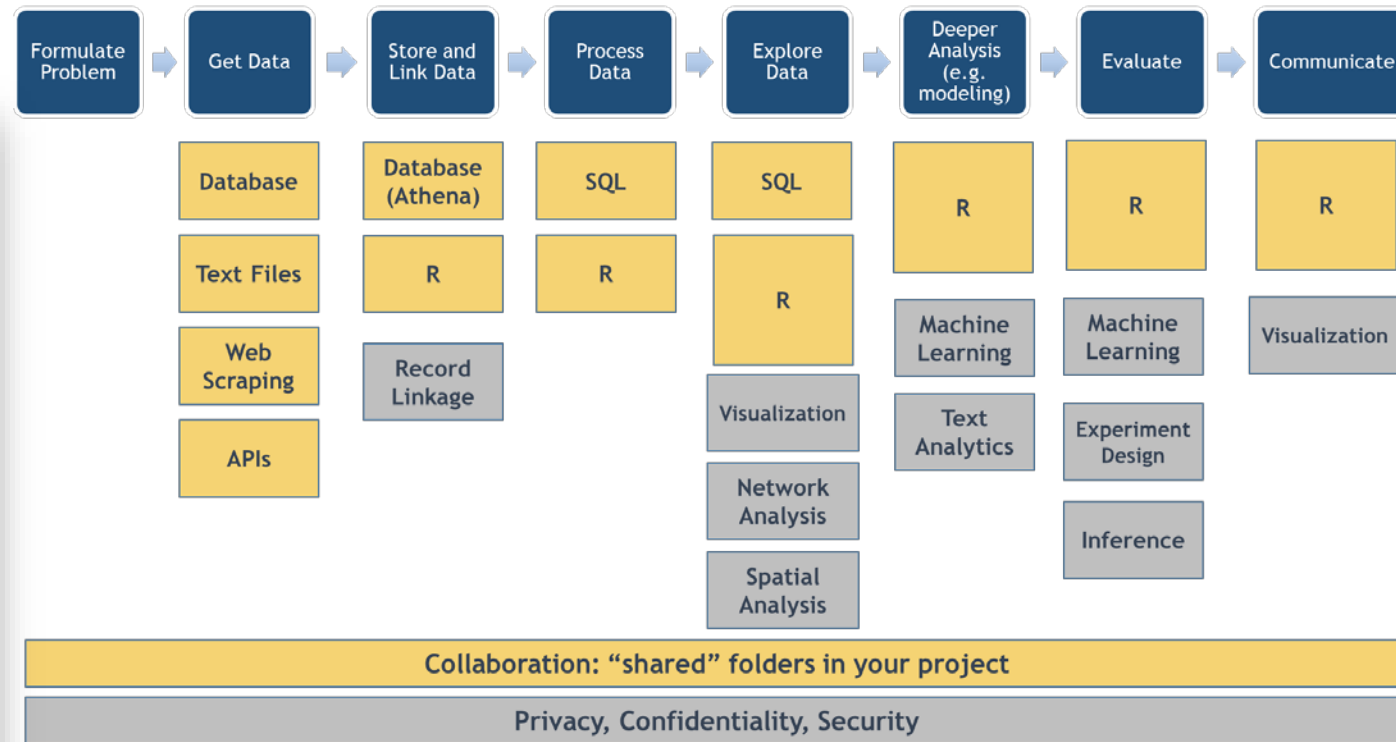 Formulate
Problem
Get Data
Store and
Link Data
Process
Data
Explore
Data
Deeper
Analysis
(e.g.
modeling)
Evaluate
Communicate
Database
Text Files
Web
Scraping
APIs
Database
(Athena)
R
Record
Linkage
SQL
R
SQL
R
Visualization
Network
Analysis
Spatial
Analysis
R
Machine
Learning
Text
Analytics
R
Machine
Learning
Experiment
Design
Inference
R
Visualization
Collaboration: “shared” folders in your project
Privacy, Confidentiality, Security